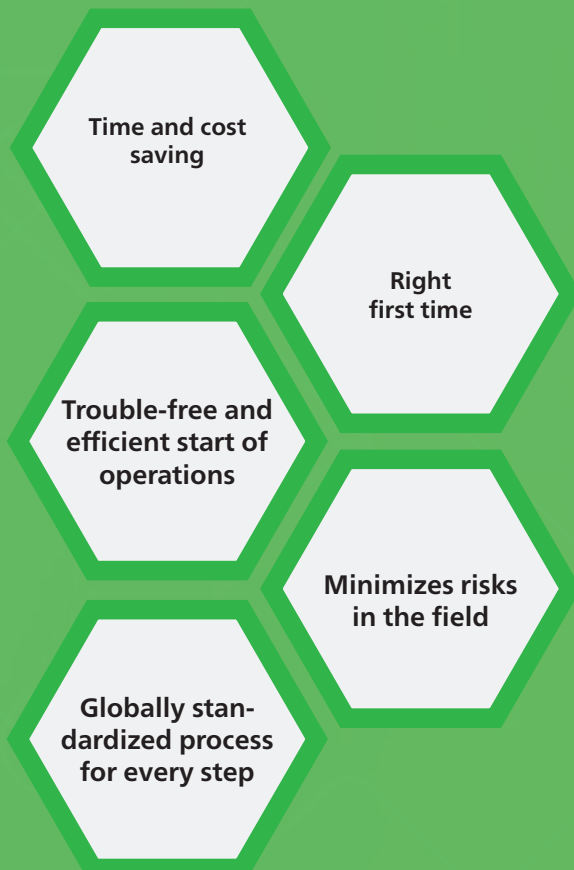 Time and cost
saving
Right
first time
Trouble-free and
efficient start of
operations
Minimizes risks
in the field
Globally stan-
dardized process
for every step